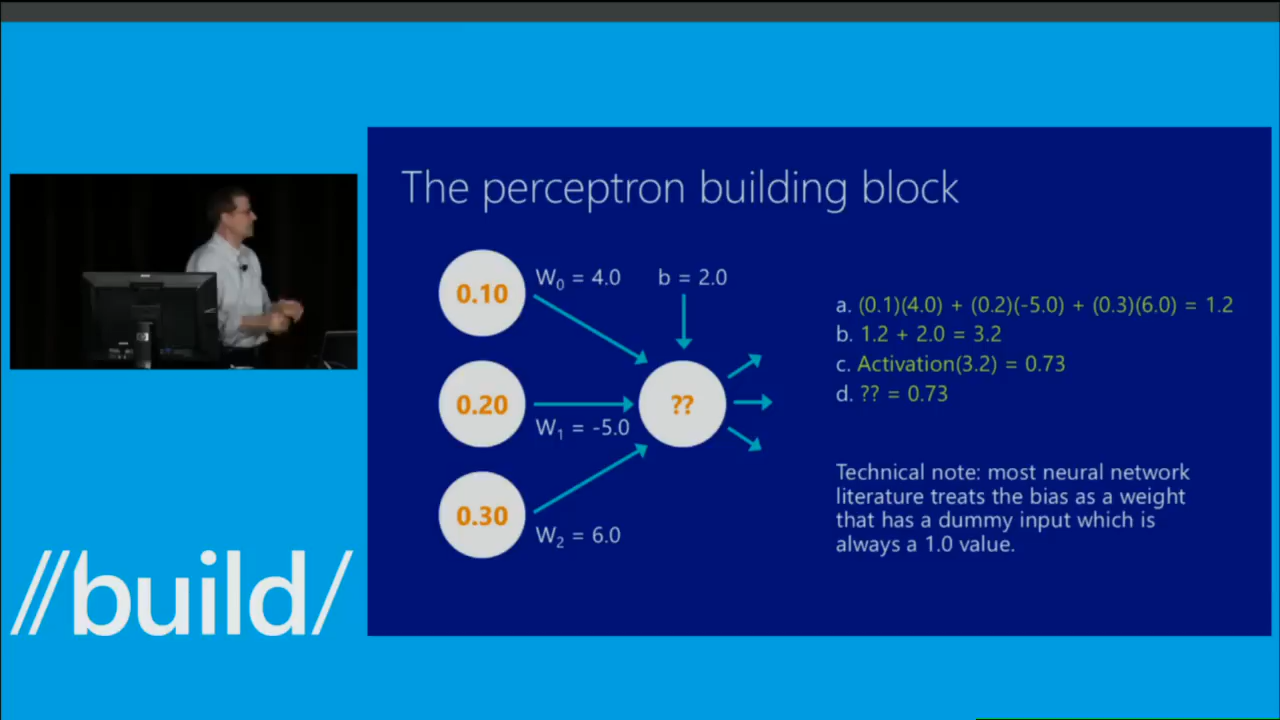 The perceptron building block
0.10
W0 = 4.0
b = 2.0
0.20
W1 = -5.0
??
0.30
W2 = 6.0
a. (0.1)(4.0) + (0.2)(-5.0) + (0.3)(6.0) = 1.2
b. 1.2 + 2.0 = 3.2
c. Activation(3.2) = 0.73
d. ?? = 0.73
Technical note: most neural network
literature treats the bias as a weight
that has a dummy input which is
always a 1.0 value.
//build/